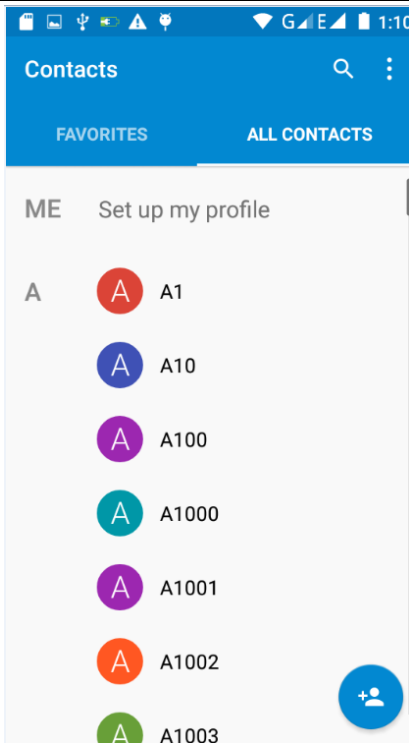 G E 1:10
Contacts
FAVORITES ALL CONTACTS
ME Set up my profile
A A A1
A A10
A A100
A A1000
A A1001
A A1002
A A1003